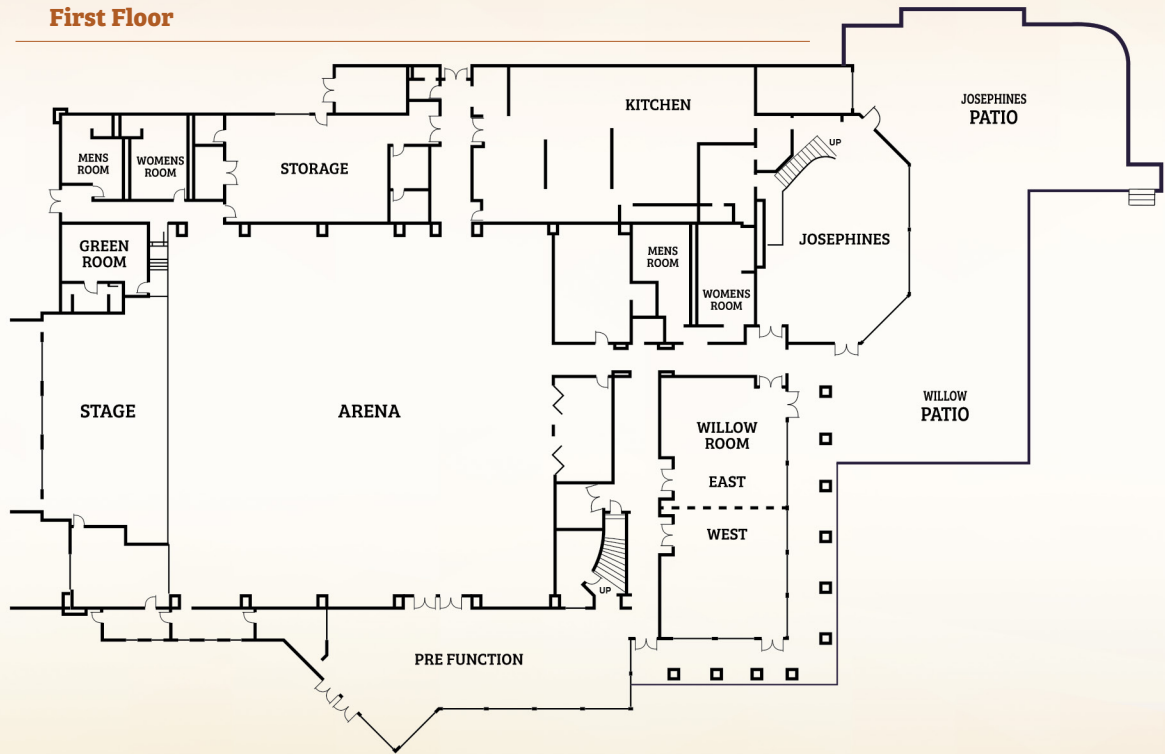 First Floor
JOSEPHINES
PATIO
KITCHEN
MENS
ROOM
WOMENS
ROOM
STORAGE
UP
GREEN
ROOM
JOSEPHINES
MENS
ROOM
WOMENS
ROOM
STAGE
ARENA
WILLOW
PATIO
WILLOW
ROOM
EAST
WEST
UP
PRE FUNCTION